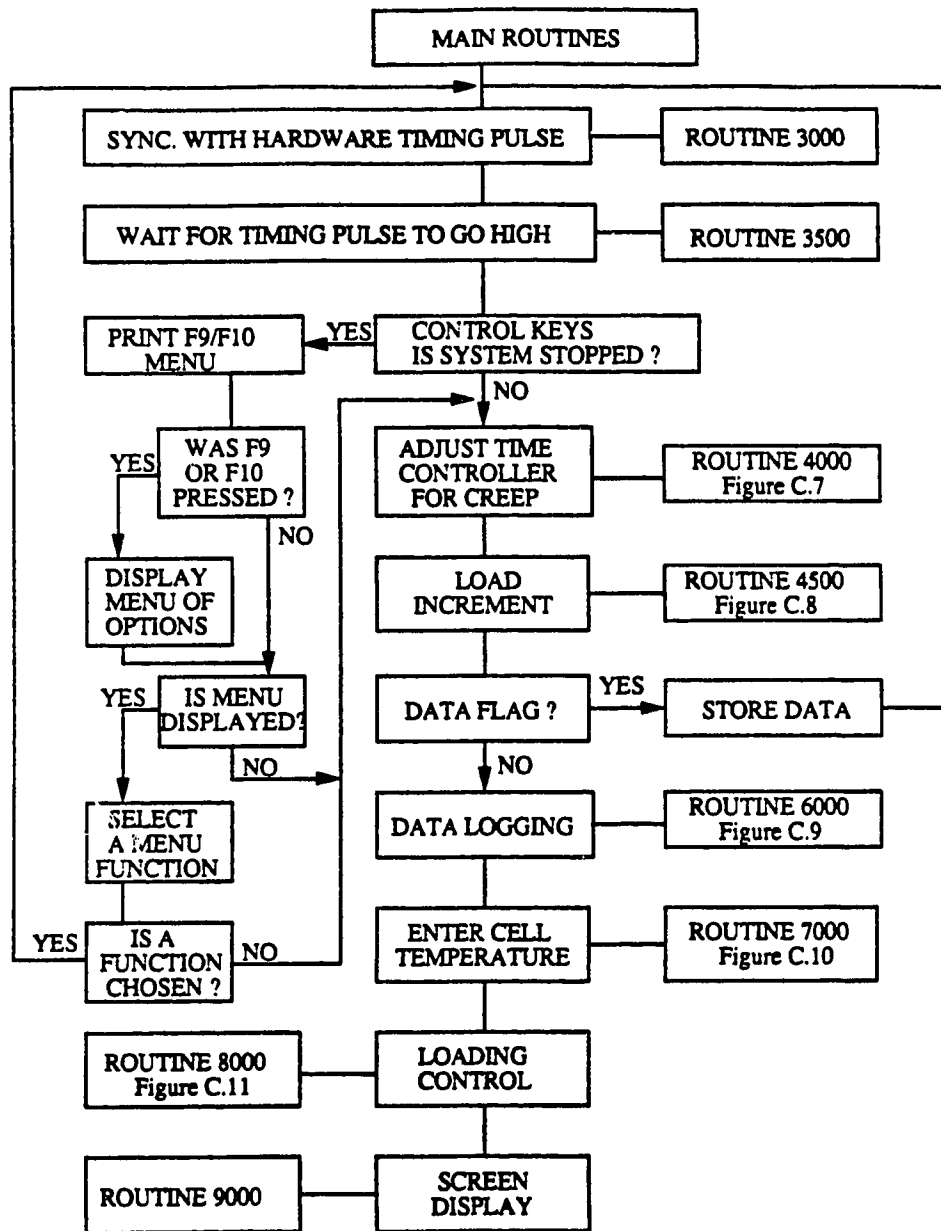 MAIN ROUTINES
SYNC. WITH HARDWARE TIMING PULSE
ROUTINE 3000
WAIT FOR TIMING PULSE TO GO HIGH
ROUTINE 3500
PRINT F9/F10
MENU
YES
CONTROL KEYS
IS SYSTEM STOPPED ?
NO
WAS F9
OR F10
PRESSED ?
YES
NO
ADJUST TIME
CONTROLLER
FOR CREEP
ROUTINE 4000
Figure C.7
DISPLAY
MENU OF
OPTIONS
LOAD
INCREMENT
ROUTINE 4500
Figure C.8
YES
IS MENU
DISPLAYED?
NO
DATA FLAG ?
YES
STORE DATA
NO
SELECT
A MENU
FUNCTION
DATA LOGGING
ROUTINE 6000
Figure C.9
YES
IS A
FUNCTION
CHOSEN ?
NO
ENTER CELL
TEMPERATURE
ROUTINE 7000
Figure C.10
ROUTINE 8000
Figure C.11
LOADING
CONTROL
ROUTINE 9000
SCREEN
DISPLAY